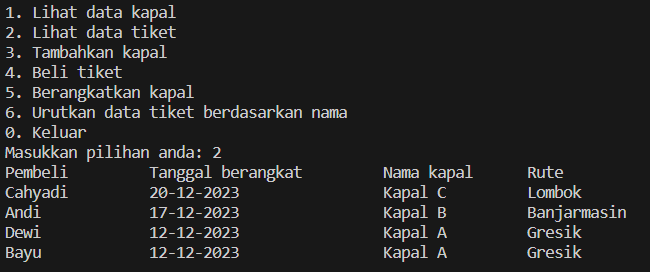 1. Lihat data kapal
2. Lihat data tiket
3. Tambahkan kapal
4. Beli tiket
5. Berangkatkan kapal
6. Urutkan data tiket berdasarkan nama
0. Keluar
Masukkan pilihan anda: 2
Pembeli Tanggal berangkat Nama kapal Rute
Cahyadi 20-12-2023 Kapal C Lombok
Andi 17-12-2023 Kapal B Banjarmasin
Dewi 12-12-2023 Kapal A Gresik
Bayu 12-12-2023 Kapal A Gresik